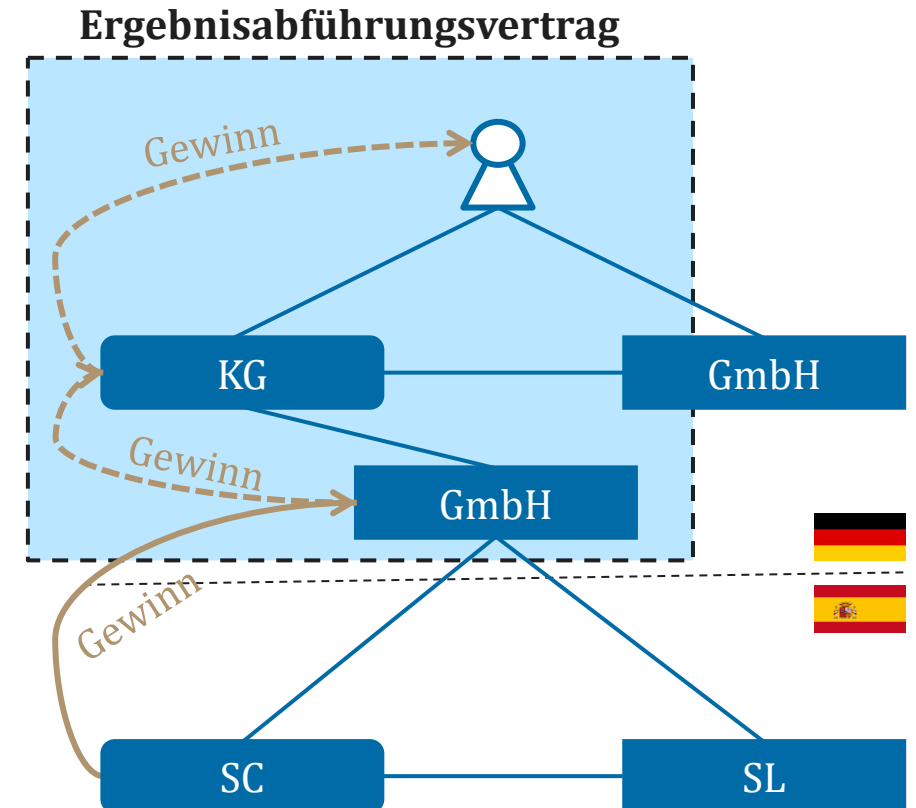 Ergebnisabführungsvertrag
Gewinn
KG
GmbH
Gewinn
GmbH
Gewinn
SC
SL